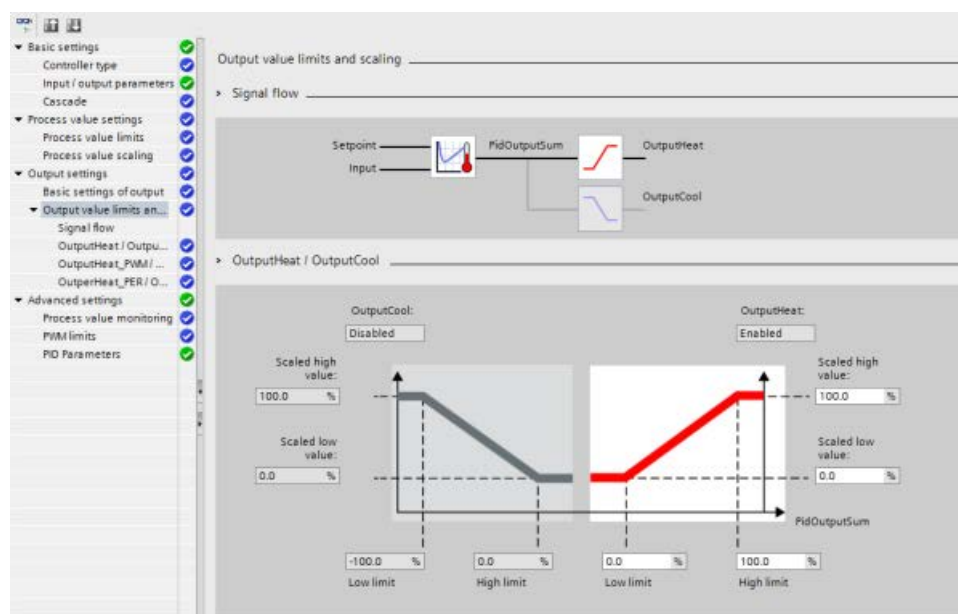 Basic settings
Controller type
Input / output parameters
Cascade
Process value settings
Process value limits
Process value scaling
Output settings
Basic settings of output
Output value limits an...
Signal flow
OutputHeat / Outpu...
OutputHeat_PWM / ...
OutperHeat_PER / O...
Advanced settings
Process value monitoring
PWM limits
PID Parameters
Output value limits and scaling
Signal flow
Setpoint
Input
PidOutputSum
OutputHeat
OutputCool
OutputHeat / OutputCool
OutputCool:
Disabled
OutputHeat:
Enabled
Scaled high
value:
100.0 %
Scaled low
value:
0.0 %
Scaled high
value:
100.0 %
Scaled low
value:
0.0 %
PidOutputSum
-100.0 %
Low limit
0.0 %
High limit
0.0 %
Low limit
100.0 %
High limit